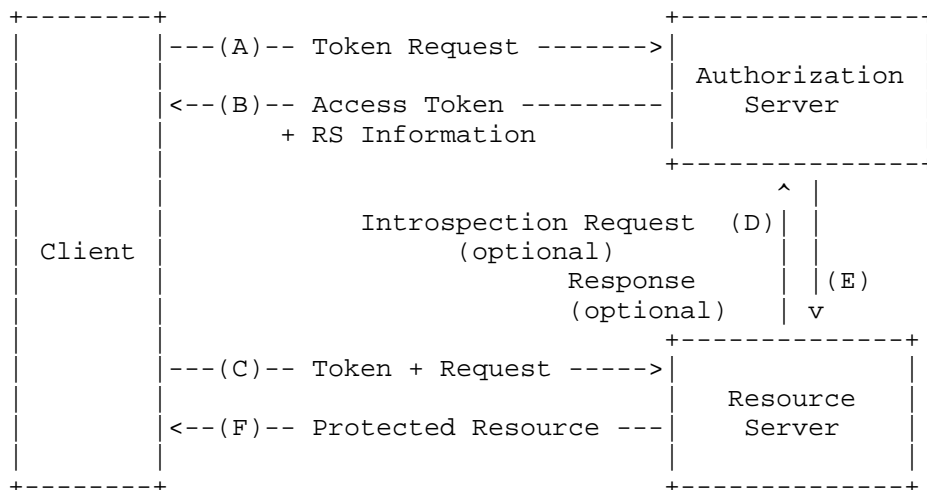 ---(A)-- Token Request ------->
Authorization
<--(B)-- Access Token ---------
Server
+ RS Information
^
Introspection Request (D)
Client
(optional)
Response
(E)
(optional)
v
---(C)-- Token + Request ----->
Resource
<--(F)-- Protected Resource ---
Server